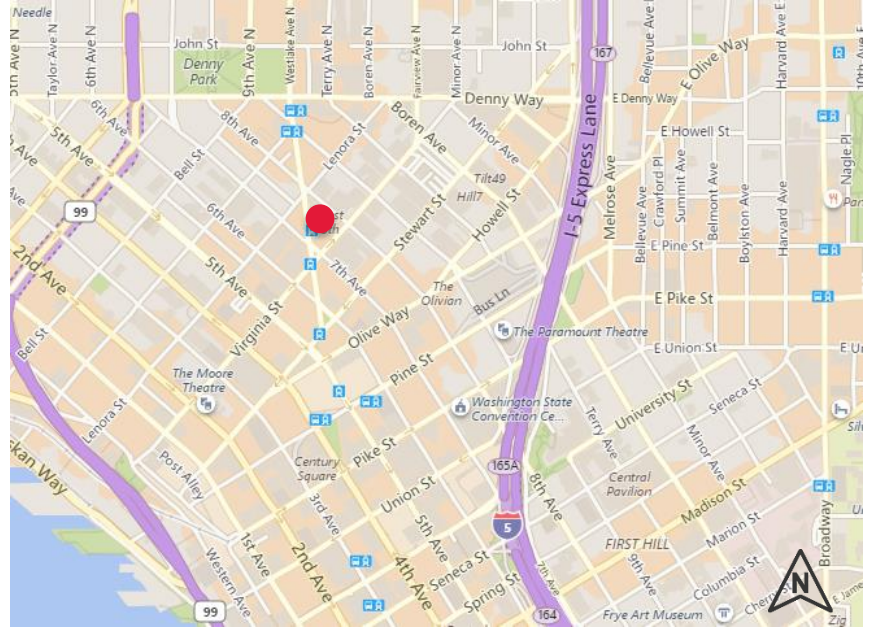 Needle
5th Ave N
Taylor Ave N
6th Ave N
John St
Denny
Park
9th Ave N
Westlake Ave N
Terry Ave N
Boren Ave N
Fairview Ave N
Minor Ave N
John St
167
Bellevue Ave
E Olive Way
Harvard Ave E
10th Ave E
Denny Way
E Denny Way
6th Ave
5th Ave
8th Ave
Bell St
Lenora St
Boren Ave
Minor Ave
E Howell St
Nagle Pl
Tilt49
Hill7
Howell St
Stewart St
I-5 Express Lane
Melrose Ave
Bellevue Ave
Crawford Pl
Summit Ave
Belmont Ave
Boylston Ave
Harvard Ave
99
6th Ave
2nd Ave
5th Ave
7th Ave
E Pine St
The
Olivian
Bus Ln
E Pike St
Virginia St
Olive Way
The Paramount Theatre
Bell St
Pine St
E Union St
The Moore
Theatre
Washington State
Convention Ce...
University St
Seneca St
Lenora St
Terry Ave
Minor Ave
Post Alley
Century
Square
Pike St
165A
8th Ave
Central
Pavilion
Union St
Madison St
3rd Ave
5th Ave
5
Marion St
Broadway
1st Ave
2nd Ave
4th Ave
FIRST HILL
9th Ave
Western Ave
Seneca St
7th Ave
Columbia St
N
99
Spring St
164
Frye Art Museum
E Jame
Zig